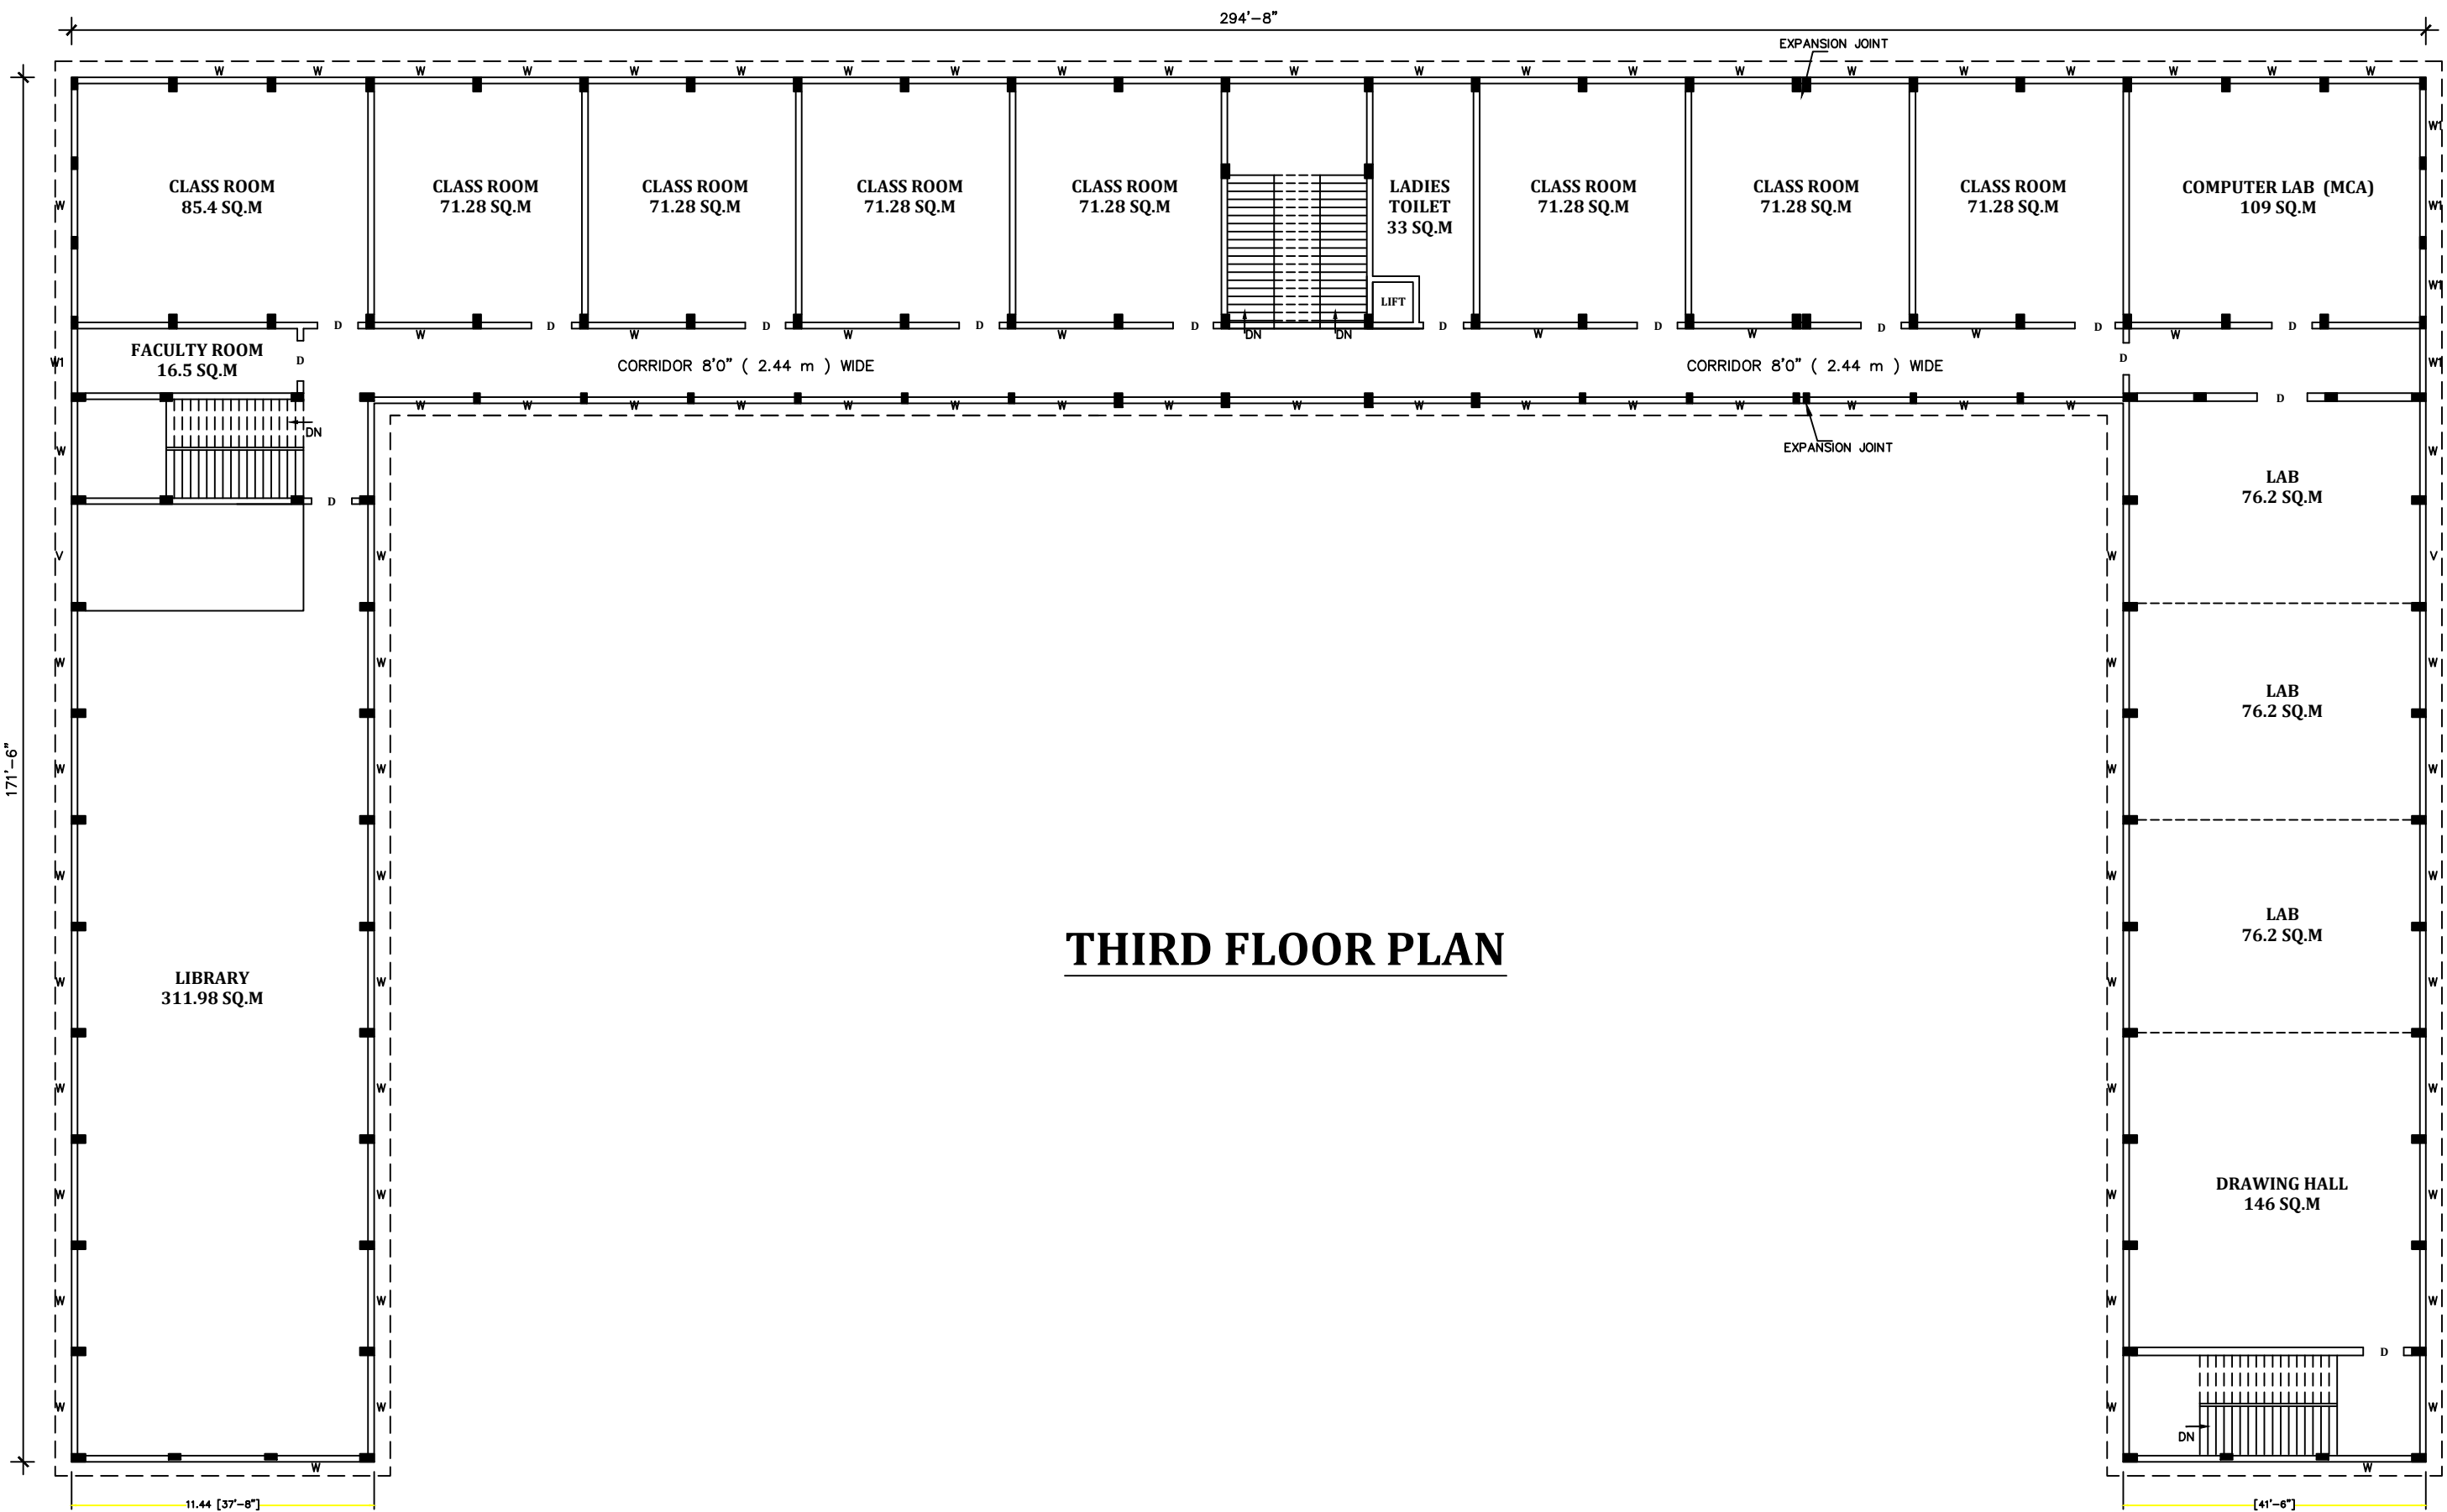 294'-8"
EXPANSION JOINT
W W W W W W W W W W W W W W W W W W W W W
CLASS ROOM
85.4 SQ.M
CLASS ROOM
71.28 SQ.M
CLASS ROOM
71.28 SQ.M
CLASS ROOM
71.28 SQ.M
CLASS ROOM
71.28 SQ.M
LADIES
TOILET
33 SQ.M
CLASS ROOM
71.28 SQ.M
CLASS ROOM
71.28 SQ.M
CLASS ROOM
71.28 SQ.M
COMPUTER LAB (MCA)
109 SQ.M
W
W1
W1
W1
LIFT
D D D D D D D D D D
W W W W W W W W
DN
DN
FACULTY ROOM
16.5 SQ.M
W1
D
CORRIDOR 8'0" ( 2.44 m ) WIDE
CORRIDOR 8'0" ( 2.44 m ) WIDE
D
W1
D
W W W W W W W W W W W W W W W W
DN
EXPANSION JOINT
W
W
D
LAB
76.2 SQ.M
V W W V
W W W W
LAB
76.2 SQ.M
171'-6"
W W W W
W W W W
LAB
76.2 SQ.M
THIRD FLOOR PLAN
LIBRARY
311.98 SQ.M
W W W W
W W W W
DRAWING HALL
146 SQ.M
W W W W
W W W W
D
W W W W
DN
W
W
11.44 [37'-8"]
[41'-6"]